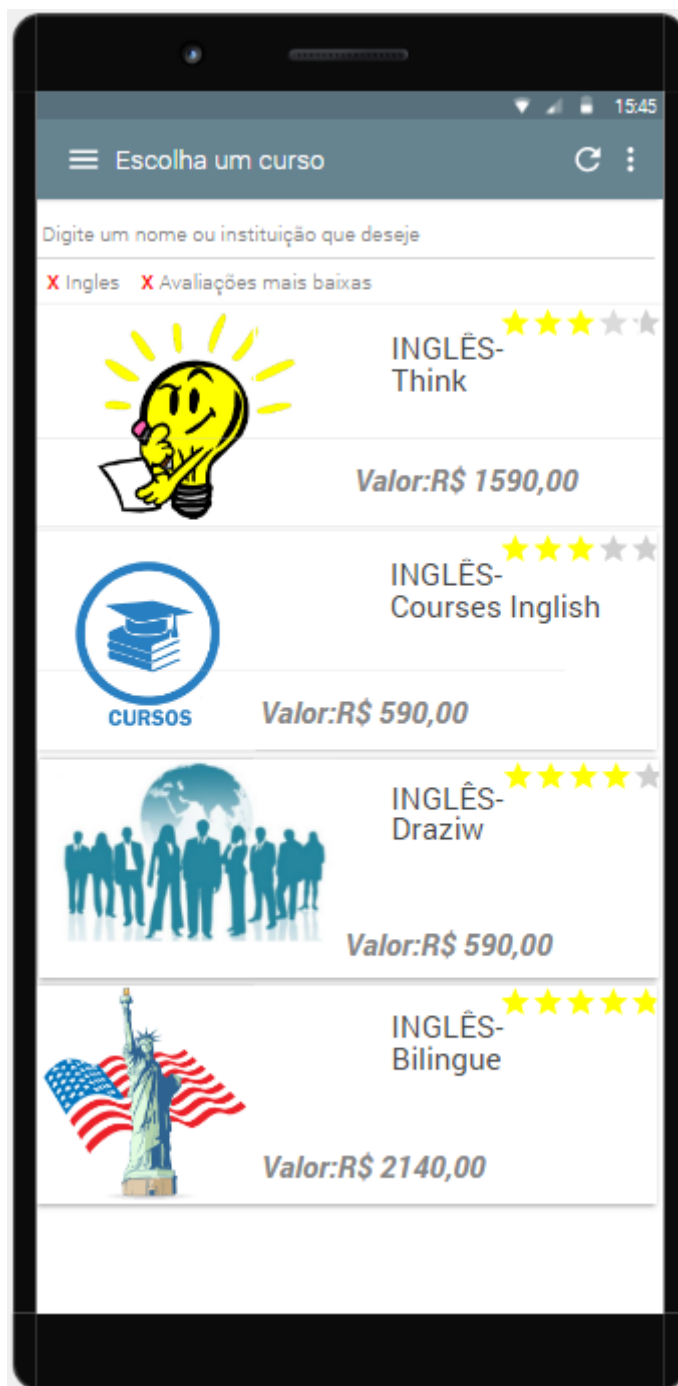 15:45
Escolha um curso
Digite um nome ou instituição que deseje
X Ingles X Avaliações mais baixas
INGLÊS-
Think
Valor:R$ 1590,00
INGLÊS-
Courses Inglish
CURSOS
Valor:R$ 590,00
INGLÊS-
Draziw
Valor:R$ 590,00
INGLÊS-
Bilingue
Valor:R$ 2140,00